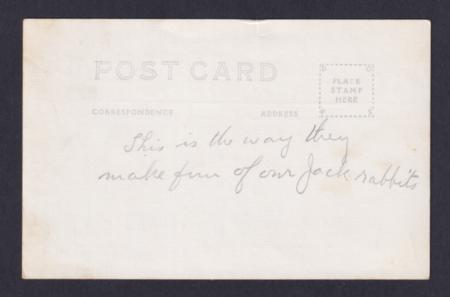 POST CARD
CORRESPONDENCE ADDRESS
PLACE
STAMP
HERE
This is the way they
make fun of our Jack rabbits